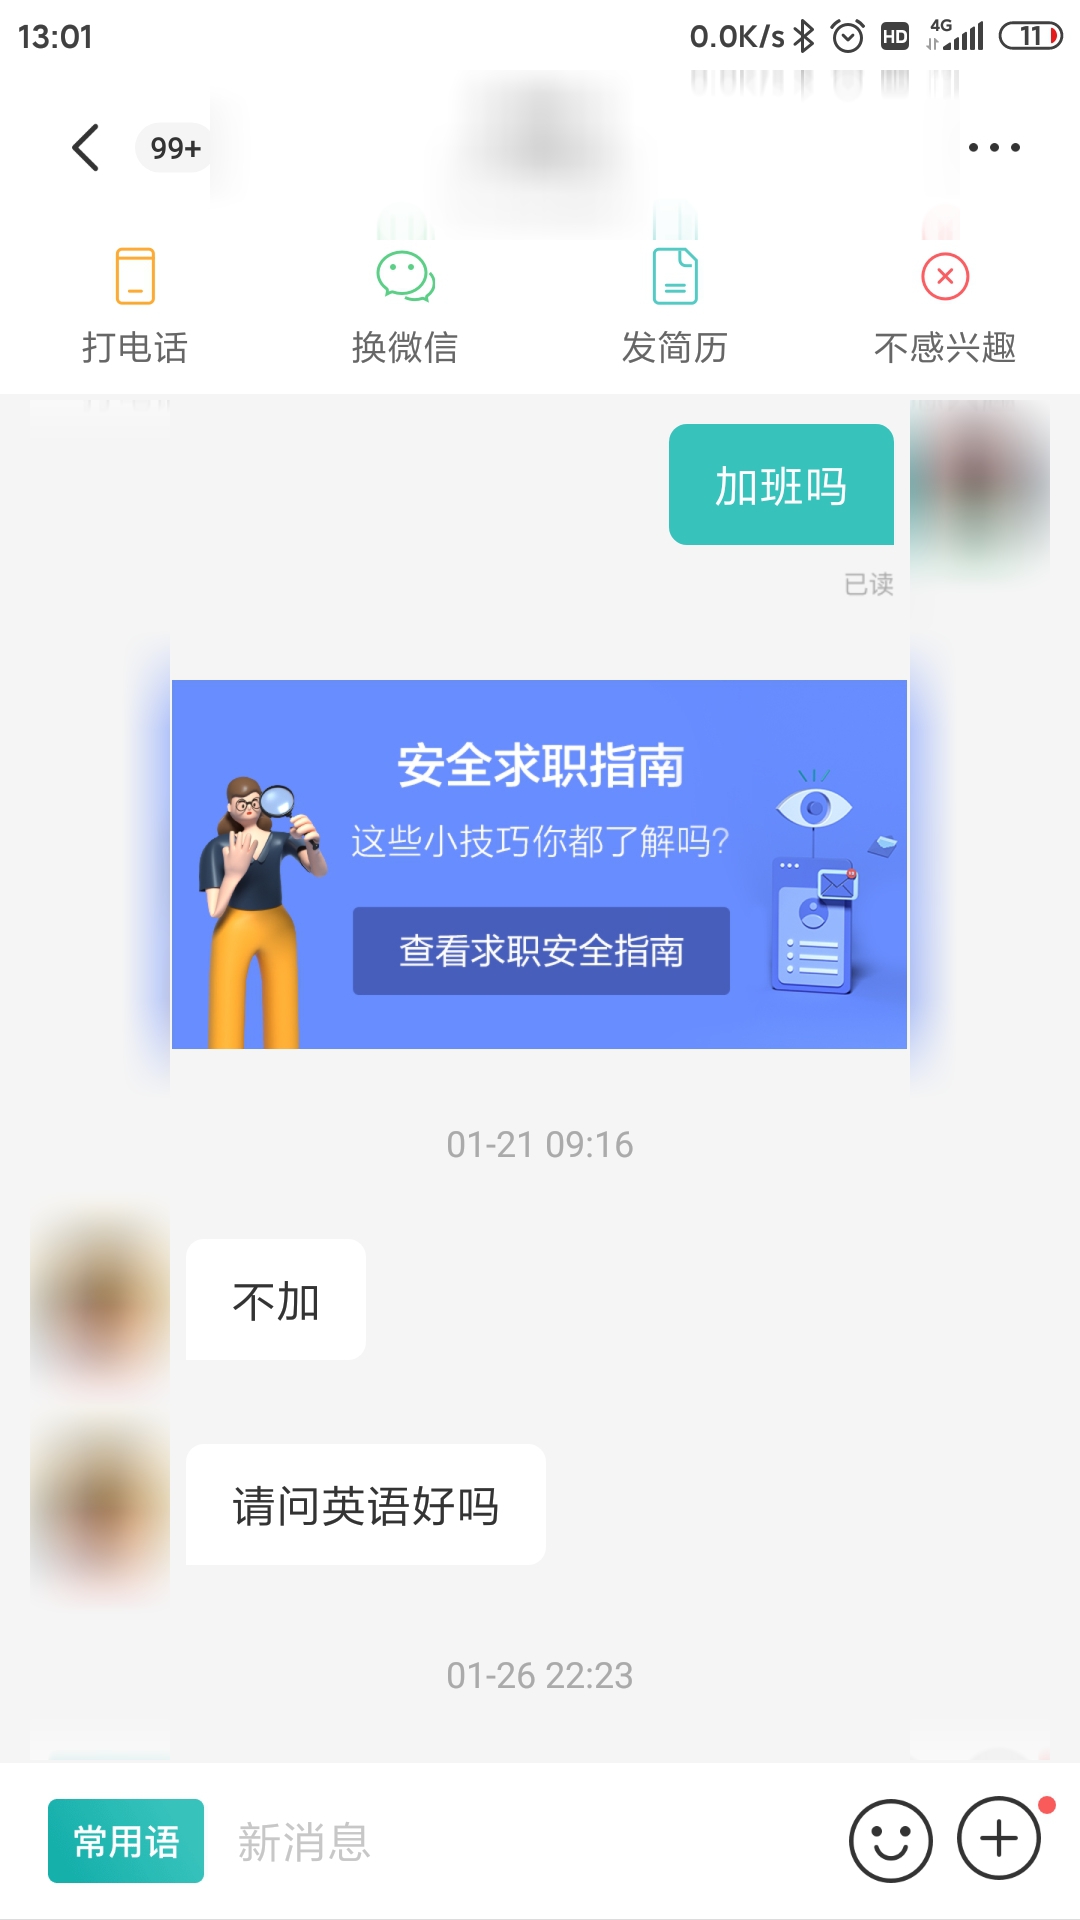 13:01
0.0K/s
HD
4G
11
99+
打电话
换微信
发简历
不感兴趣
加班吗
已读
安全求职指南
这些小技巧你都了解吗?
查看求职安全指南
01-21 09:16
不加
请问英语好吗
01-26 22:23
常用语
新消息